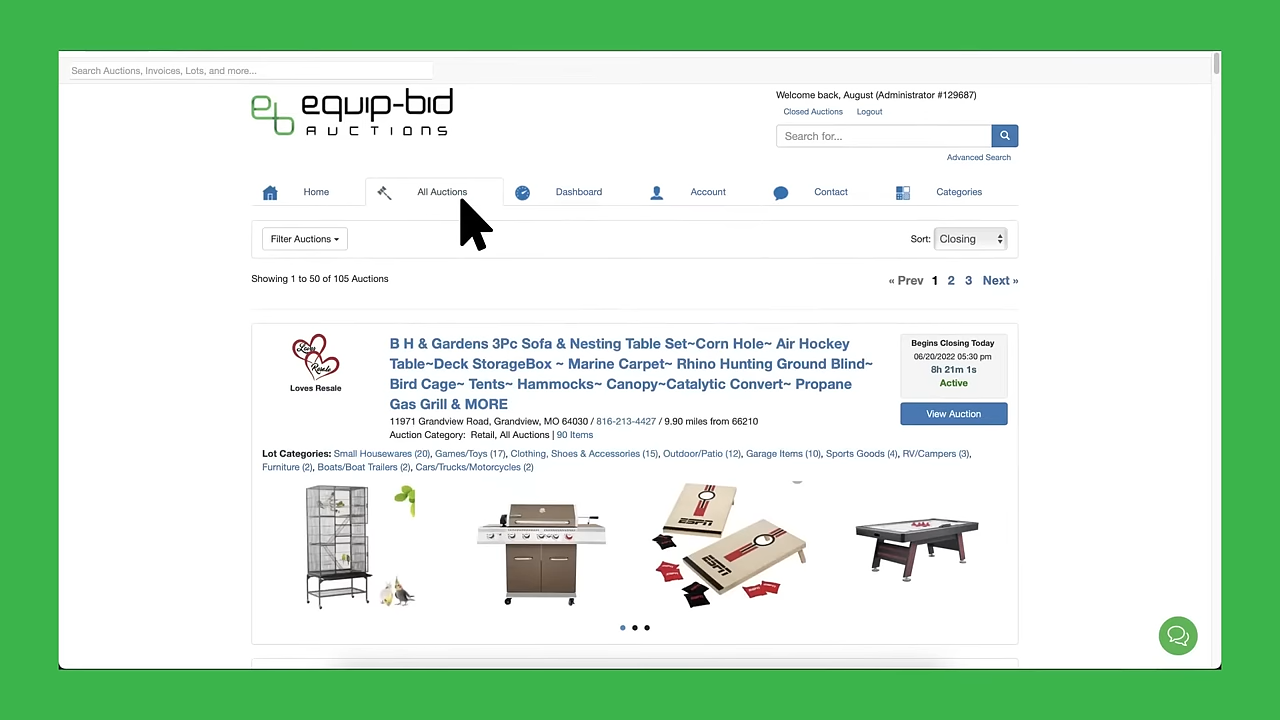 Search Auctions, Invoices, Lots, and more...
equip-bid
AUCTIONS
Welcome back, August (Administrator #129687)
Closed Auctions Logout
Search for...
Advanced Search
Home All Auctions Dashboard Account Contact Categories
Filter Auctions
Sort: Closing
Showing 1 to 50 of 105 Auctions
« Prev 1 2 3 Next »
Loves Resale
Loves Resale
B H & Gardens 3Pc Sofa & Nesting Table Set~Corn Hole~ Air Hockey
Table~Deck StorageBox ~ Marine Carpet~ Rhino Hunting Ground Blind~
Bird Cage~ Tents~ Hammocks~ Canopy~Catalytic Convert~ Propane
Gas Grill & MORE
11971 Grandview Road, Grandview, MO 64030 / 816-213-4427 / 9.90 miles from 66210
Auction Category: Retail, All Auctions | 90 Items
Begins Closing Today
06/20/2022 05:30 pm
8h 21m 1s
Active
View Auction
Lot Categories: Small Housewares (20), Games/Toys (17), Clothing, Shoes & Accessories (15), Outdoor/Patio (12), Garage Items (10), Sports Goods (4), RV/Campers (3),
Furniture (2), Boats/Boat Trailers (2), Cars/Trucks/Motorcycles (2)
ESPN
ESPN